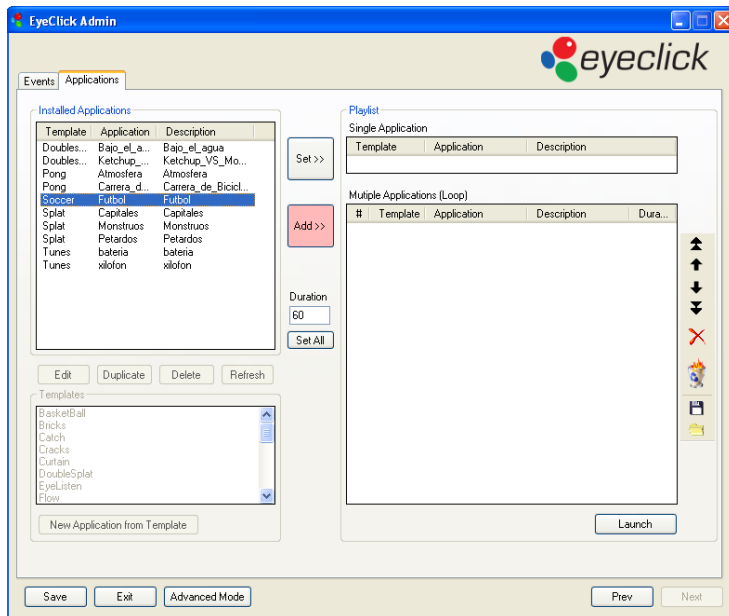 EyeClick Admin
eyeclick
Events Applications
Installed Applications
Template Application Description
Doubles... Bajo_el_a... Bajo_el_agua
Doubles... Ketchup_... Ketchup_VS_Mo...
Pong Atmosfera Atmosfera
Pong Carrera_d... Carrera_de_Bicicl...
Soccer Futbol Futbol
Splat Capitales Capitales
Splat Monstruos Monstruos
Splat Petardos Petardos
Tunes bateria bateria
Tunes xilofon xilofon
Edit Duplicate Delete Refresh
Templates
BasketBall
Bricks
Catch
Cracks
Curtain
DoubleSplat
EyeListen
Flow
New Application from Template
Set >>
Add >>
Duration
60
Set All
Playlist
Single Application
Template Application Description
Mutiple Applications (Loop)
# Template Application Description Dura...
Launch
Save Exit Advanced Mode Prev Next